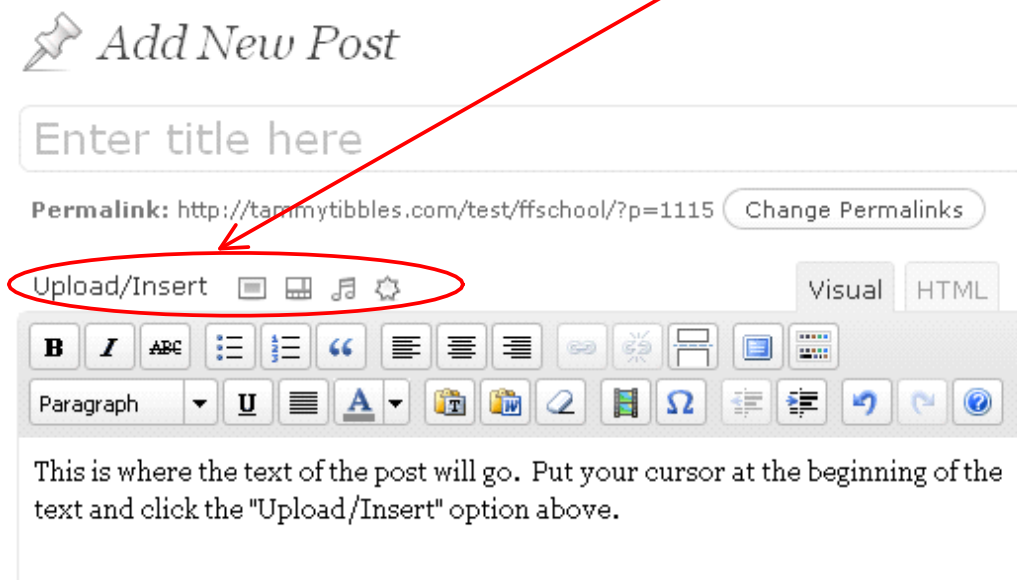 Add New Post
Enter title here
Permalink: http://tammytibbles.com/test/ffschool/?p=1115 Change Permalinks
Upload/Insert Visual HTML
B I ABC
Paragraph U A T W Ω ?
This is where the text of the post will go. Put your cursor at the beginning of the
text and click the "Upload/Insert" option above.